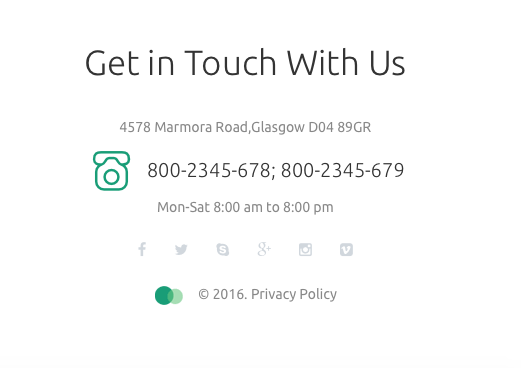 Get in Touch With Us
4578 Marmora Road,Glasgow D04 89GR
800-2345-678; 800-2345-679
Mon-Sat 8:00 am to 8:00 pm
© 2016. Privacy Policy